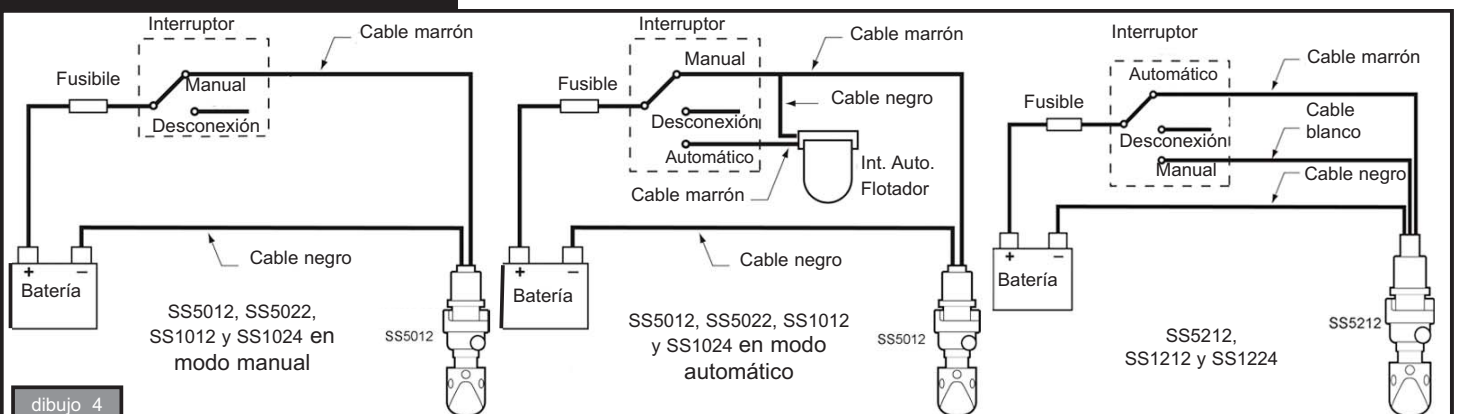 Interruptor
Cable marrón
Fusibile
Manual
Desconexión
+ –
Batería
Cable negro
SS5012, SS5022,
SS1012 y SS1024 en
modo manual
SS5012
Interruptor
Cable marrón
Manual
Fusible
Cable negro
Desconexión
Automático
Int. Auto.
Flotador
Cable marrón
Cable negro
+ –
Batería
SS5012, SS5022, SS1012
y SS1024 en modo
automático
SS5012
Interruptor
Cable marrón
Automático
Fusible
Cable
blanco
Desconexión
Manual
Cable negro
+ –
Batería
SS5212
SS5212,
SS1212 y SS1224
dibujo 4